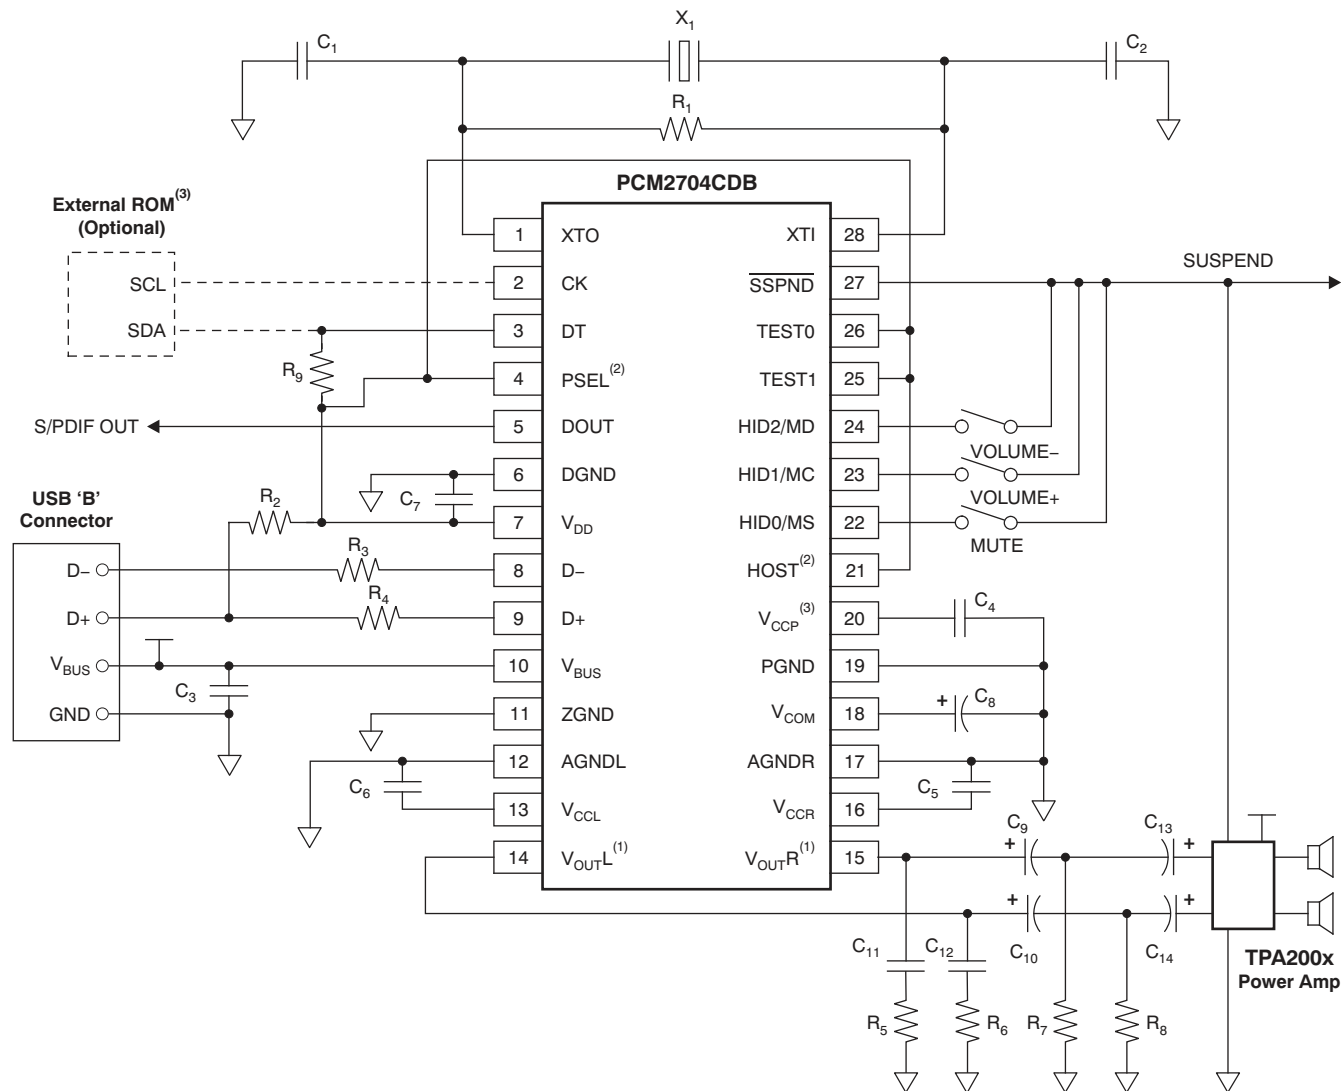 X1
C1
C2
R1
PCM2704CDB
External ROM(3)
(Optional)
SCL
SDA
R9
S/PDIF OUT
USB ‘B’
Connector
D−
D+
VBUS
GND
R2
R3
R4
C7
C3
C6
1 XTO
2 CK
3 DT
4 PSEL(2)
5 DOUT
6 DGND
7 VDD
8 D−
9 D+
10 VBUS
11 ZGND
12 AGNDL
13 VCCL
14 VOUTL(1)
XTI 28
SSPND 27
TEST0 26
TEST1 25
HID2/MD 24
HID1/MC 23
HID0/MS 22
HOST(2) 21
VCCP(3) 20
PGND 19
VCOM 18
AGNDR 17
VCCR 16
VOUTR(1) 15
SUSPEND
VOLUME−
VOLUME+
MUTE
C4
+ C8
C5
C9
+
C13
+
+
C10
+
C14
C11
C12
R5
R6
R7
R8
TPA200x
Power Amp